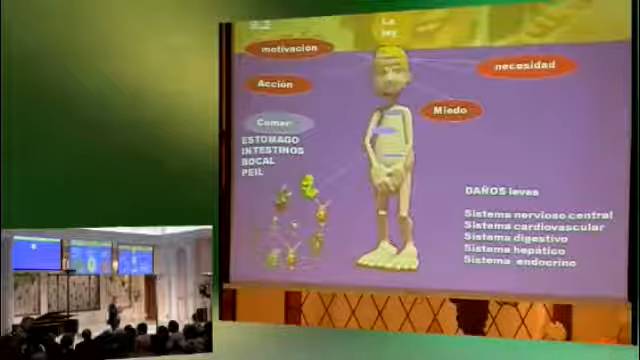 La
ley
motivacion
necesidad
Acción
Miedo
Comer
ESTOMAGO
INTESTINOS
BOCAL
PEIL
DAÑOS leves
Sistema nervioso central
Sistema cardiovascular
Sistema digestivo
Sistema hepático
Sistema endocrino